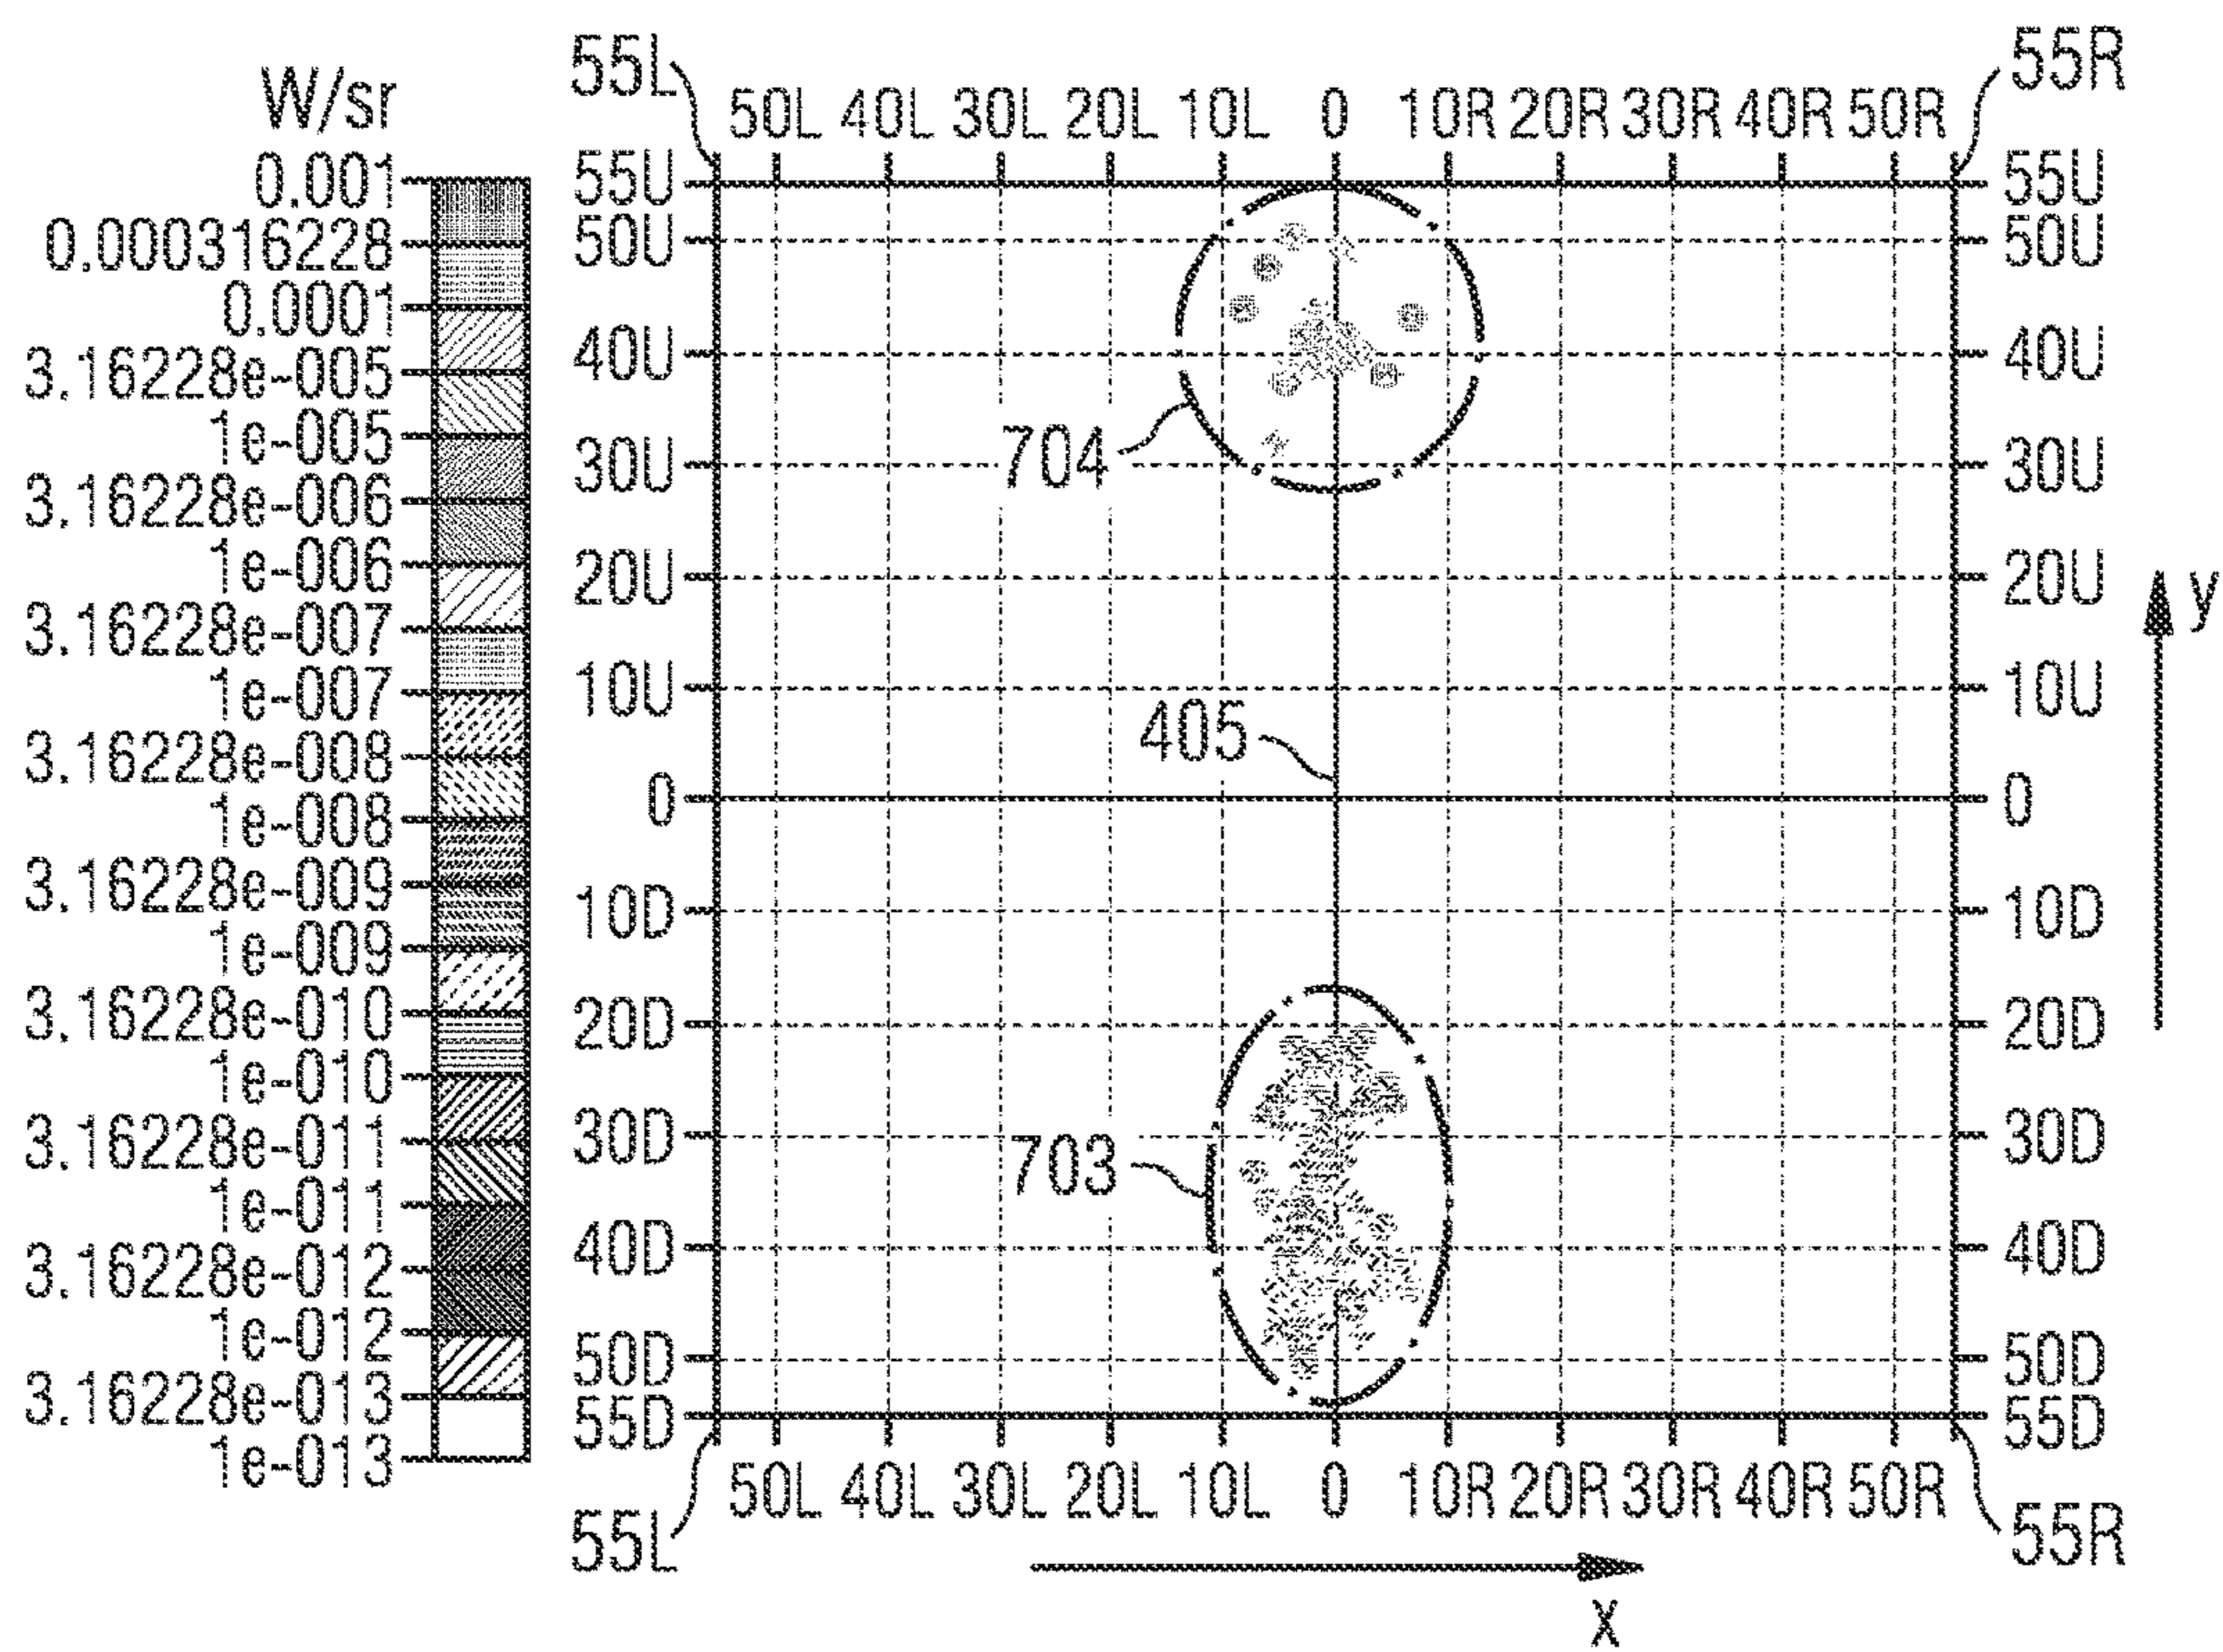 W/sr
0.001
0.000316228
0.0001
3.16228e-005
1e-005
3.16228e-006
1e-006
3.16228e-007
1e-007
3.16228e-008
1e-008
3.16228e-009
1e-009
3.16228e-010
1e-010
3.16228e-011
1e-011
3.16228e-012
1e-012
3.16228e-013
1e-013
55L 55R
50L 40L 30L 20L 10L 0 10R 20R 30R 40R 50R
55U 55U
50U 50U
40U 40U
704
30U 30U
20U 20U
y
10U 10U
405
0 0
10D 10D
20D 20D
30D 30D
703
40D 40D
50D 50D
55D 55D
50L 40L 30L 20L 10L 0 10R 20R 30R 40R 50R
55L 55R
x